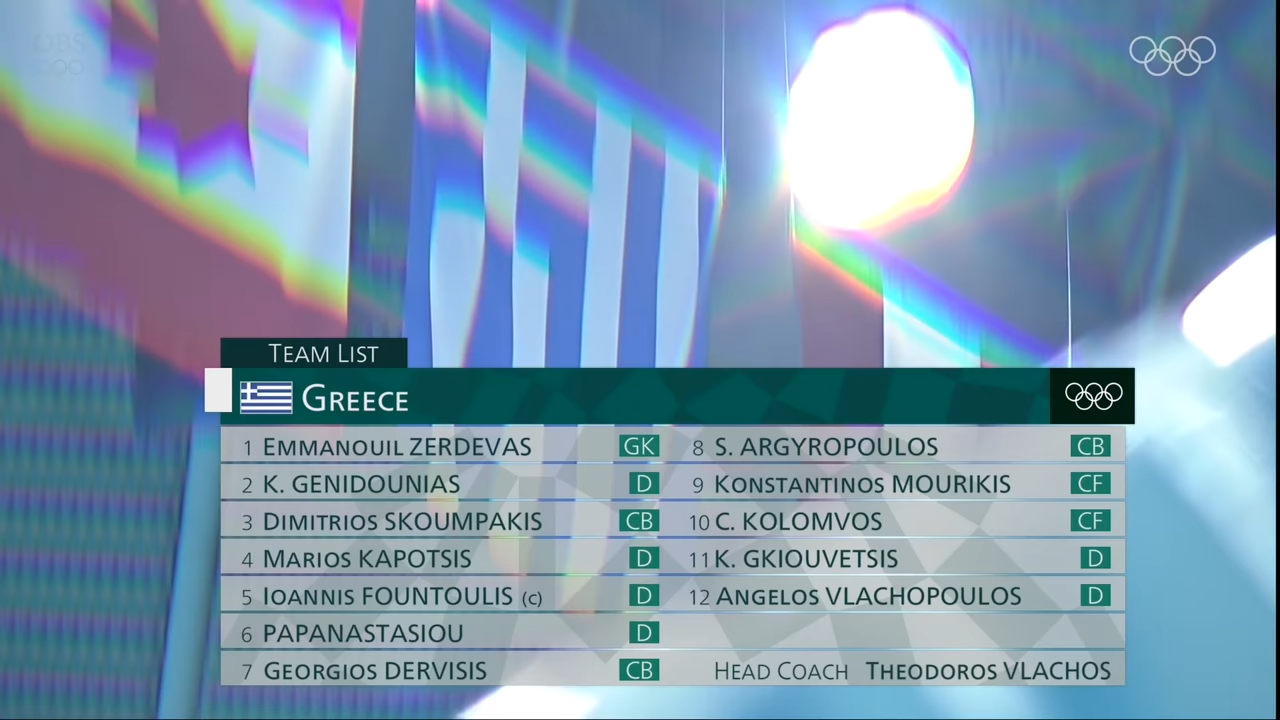 OBS
TEAM LIST
GREECE
1 EMMANOUIL ZERDEVAS GK
2 K. GENIDOUNIAS D
3 DIMITRIOS SKOUMPAKIS CB
4 MARIOS KAPOTSIS D
5 IOANNIS FOUNTOULIS (C) D
6 PAPANASTASIOU D
7 GEORGIOS DERVISIS CB
8 S. ARGYROPOULOS CB
9 KONSTANTINOS MOURIKIS CF
10 C. KOLOMVOS CF
11 K. GKIOUVETSIS D
12 ANGELOS VLACHOPOULOS D
HEAD COACH THEODOROS VLACHOS